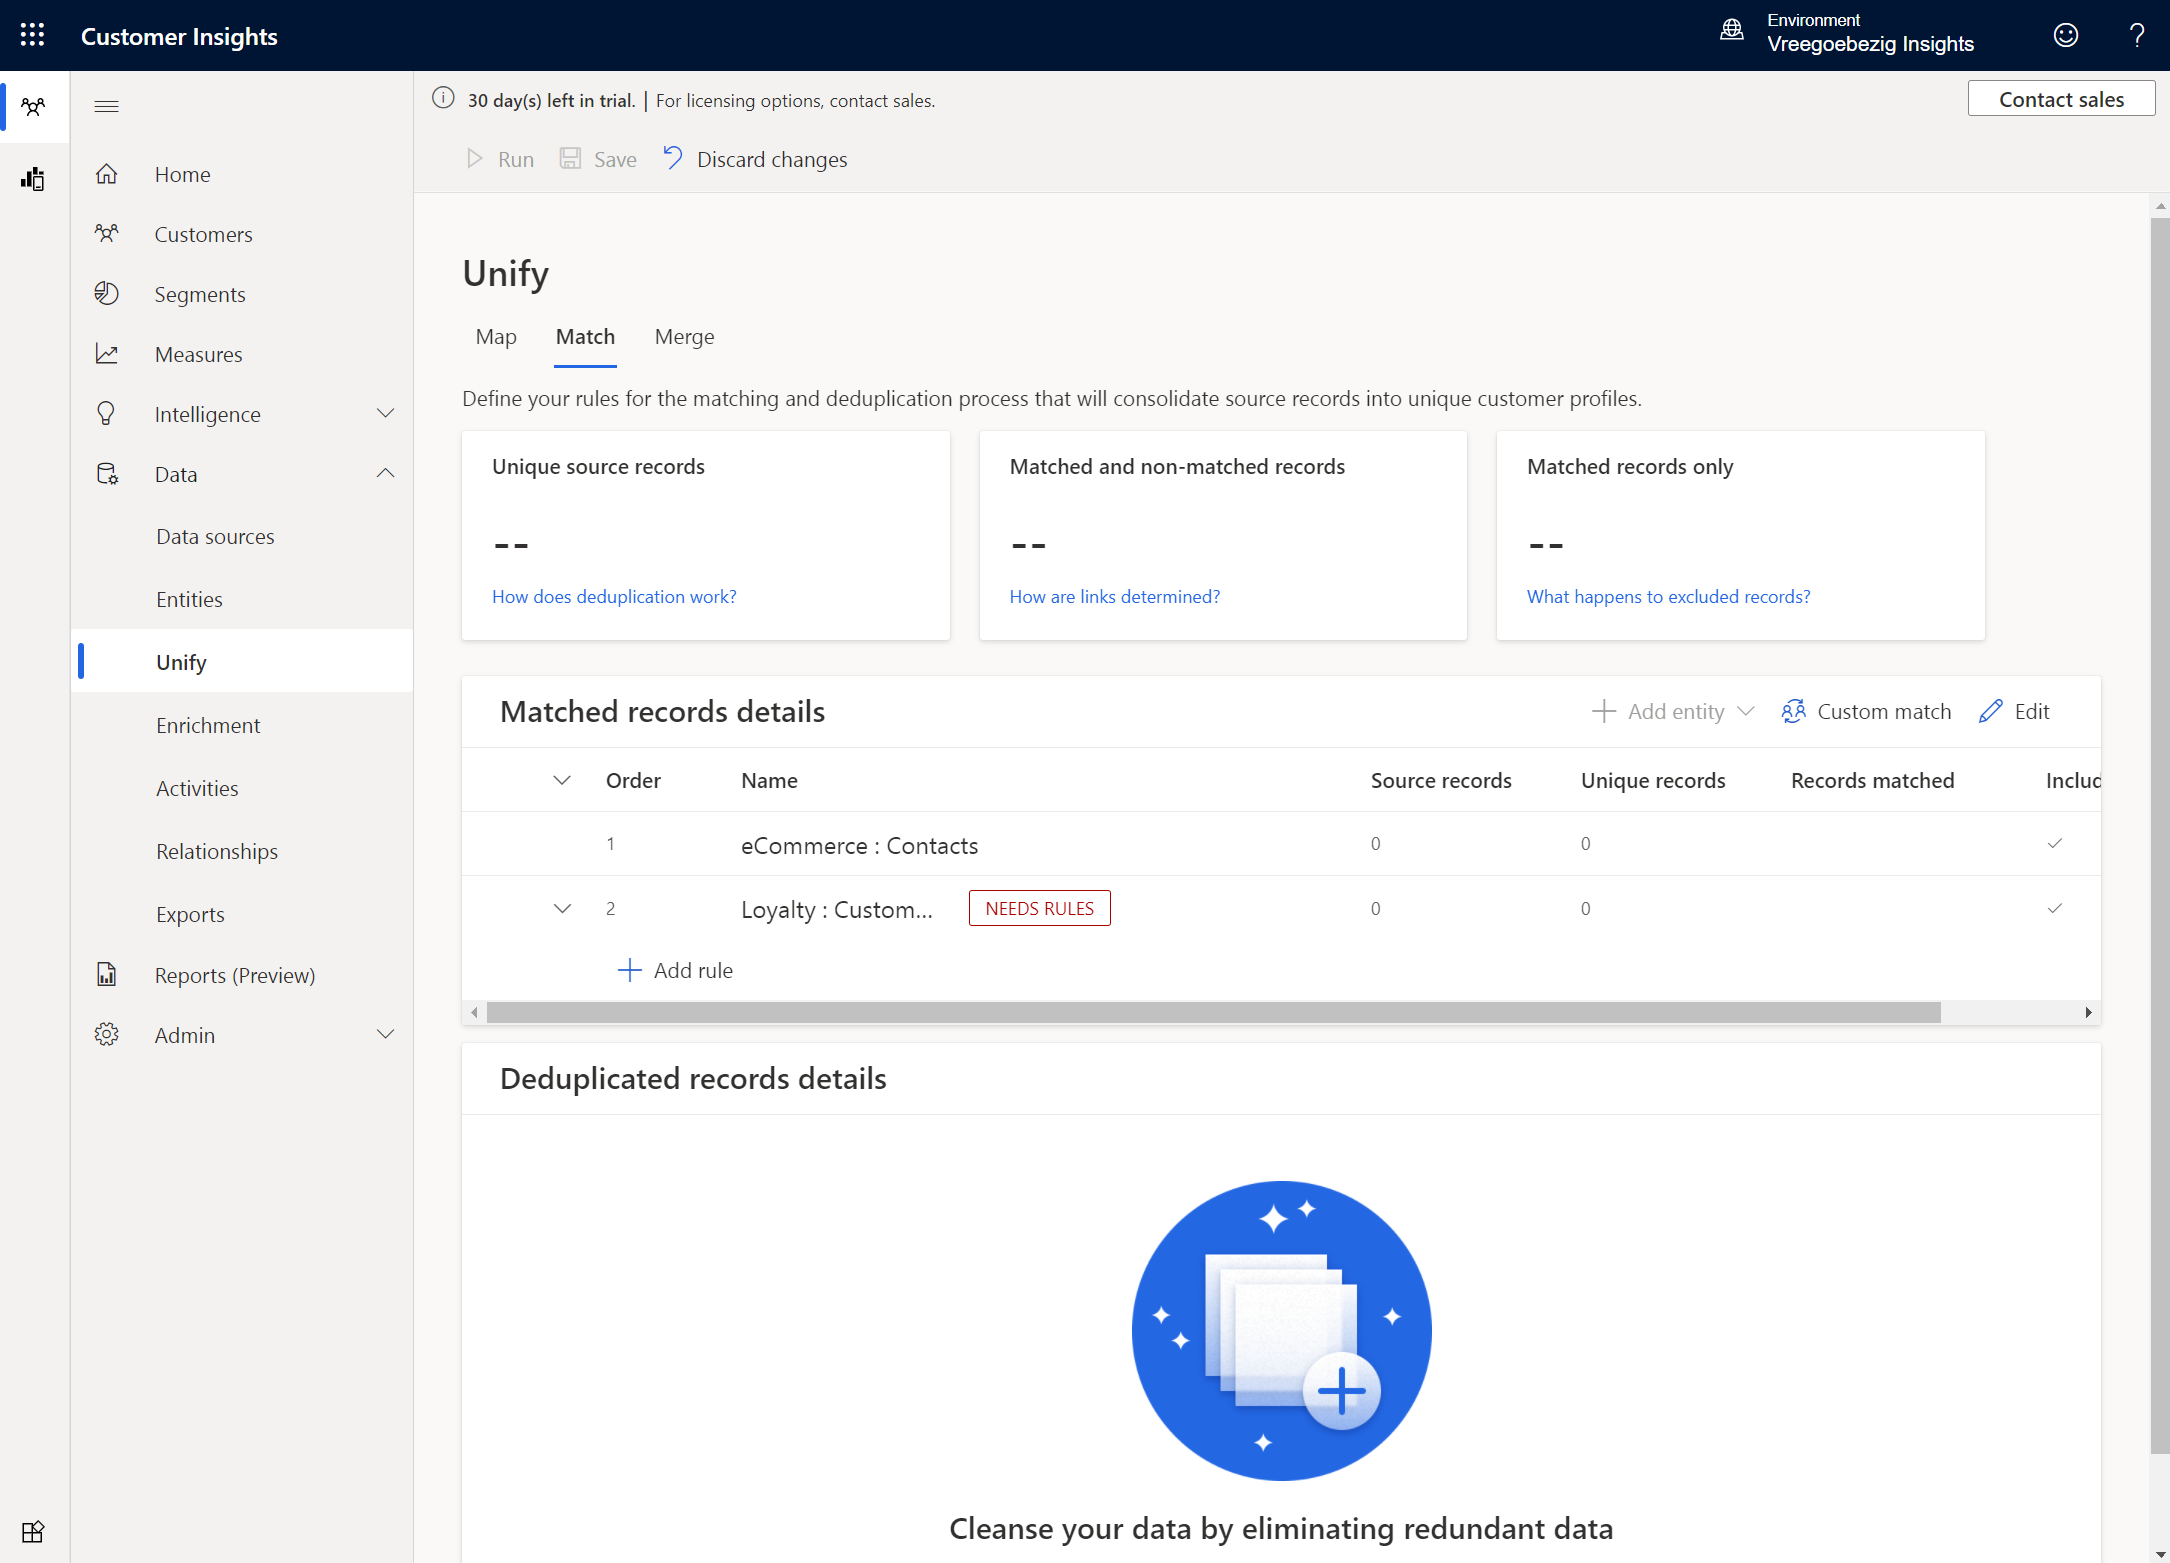 Customer Insights
Environment
Vreegoebezig Insights
?
30 day(s) left in trial. | For licensing options, contact sales.
Contact sales
Run Save Discard changes
Home
Customers
Segments
Measures
Intelligence
Data
Data sources
Entities
Unify
Enrichment
Activities
Relationships
Exports
Reports (Preview)
Admin
Unify
Map Match Merge
Define your rules for the matching and deduplication process that will consolidate source records into unique customer profiles.
Unique source records
--
How does deduplication work?
Matched and non-matched records
--
How are links determined?
Matched records only
--
What happens to excluded records?
Matched records details
Add entity Custom match Edit
Order Name Source records Unique records Records matched Includ
1 eCommerce : Contacts 0 0
2 Loyalty : Custom... NEEDS RULES 0 0
Add rule
Deduplicated records details
Cleanse your data by eliminating redundant data